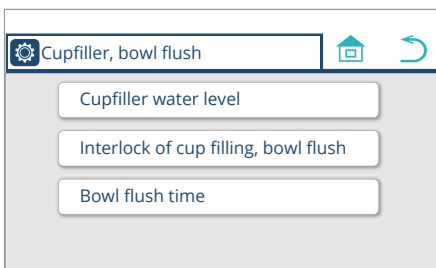 Cupfiller, bowl flush
Cupfiller water level
Interlock of cup filling, bowl flush
Bowl flush time